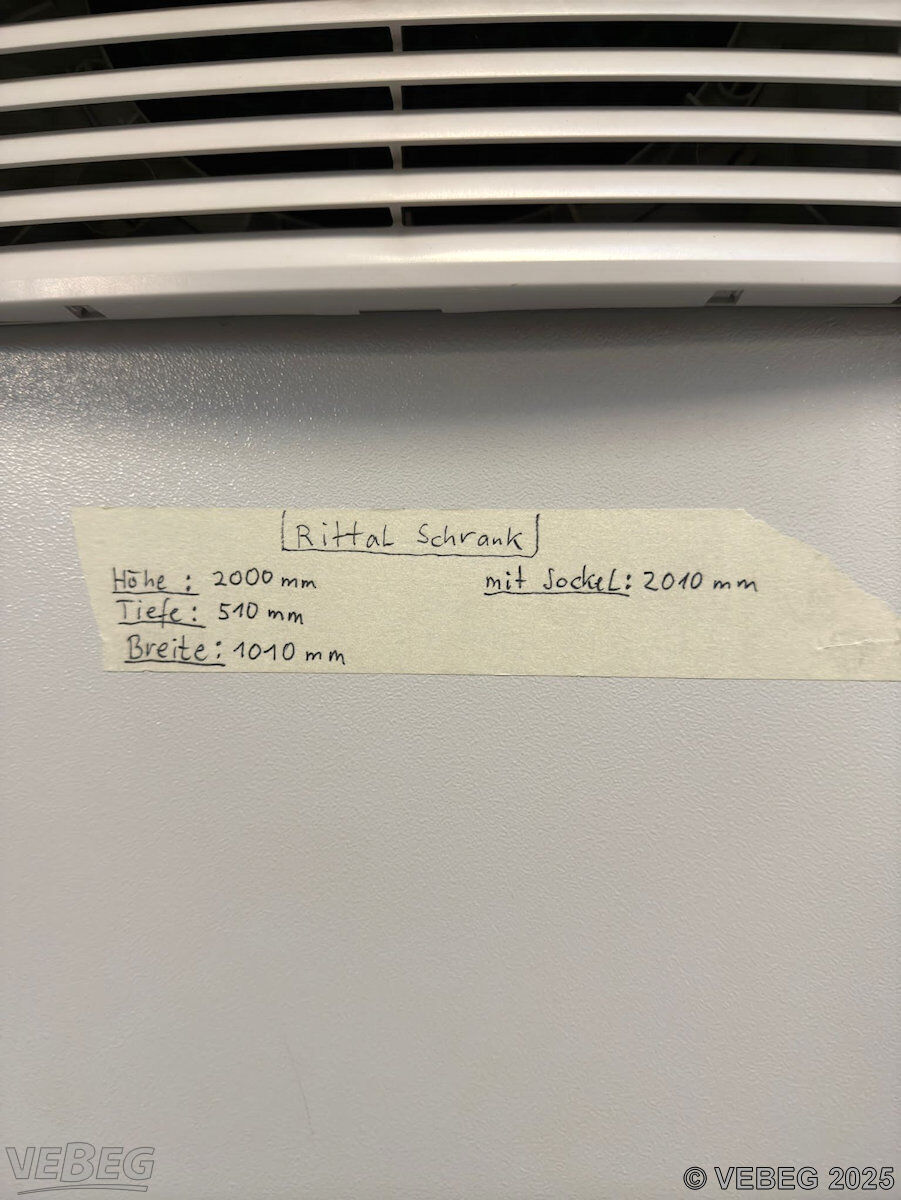 Rittal Schrank
Höhe : 2000 mm
mit Sockel: 2010 mm
Tiefe: 510 mm
Breite: 1010 mm
VEBEG
© VEBEG 2025